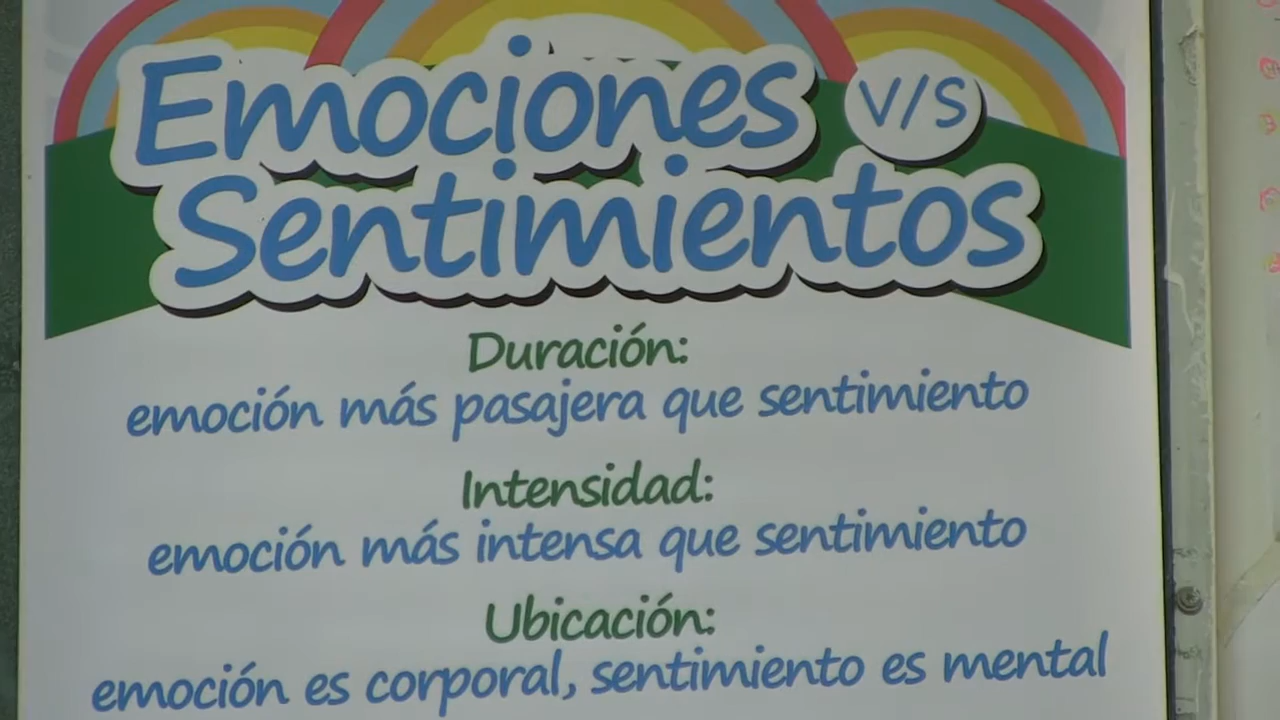 Emociones v/s
Sentimientos
Duración:
emoción más pasajera que sentimiento
Intensidad:
emoción más intensa que sentimiento
Ubicación:
emoción es corporal, sentimiento es mental